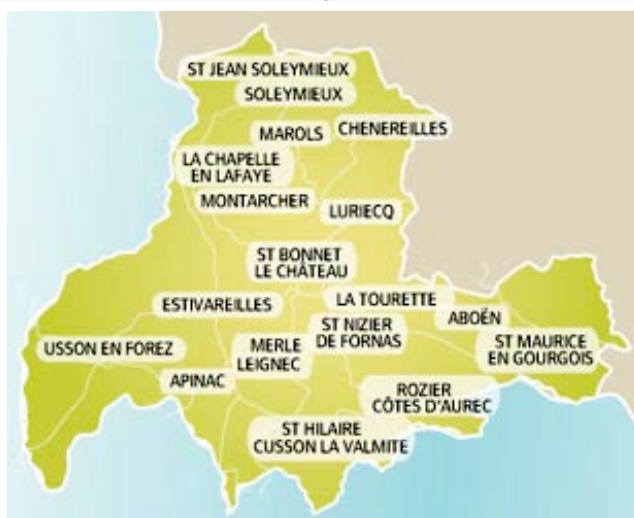 ST JEAN SOLEYMIEUX
SOLEYMIEUX
MAROLS
CHENEREILLES
LA CHAPELLE
EN LAFAYE
MONTARCHER
LURIECQ
ST BONNET
LE CHÂTEAU
ESTIVAREILLES
LA TOURETTE
ABOËN
ST NIZIER
DE FORNAS
ST MAURICE
EN GOURGOIS
USSON EN FOREZ
MERLE
LEIGNEC
APINAC
ROZIER
CÔTES D'AUREC
ST HILAIRE
CUSSON LA VALMITE